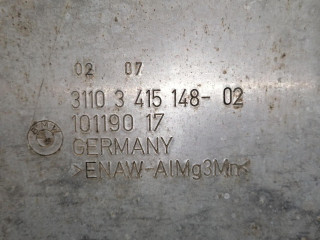 02 07
3110 3 415 148- 02
101190 17
GERMANY
>ENAW-AlMg3Mn<